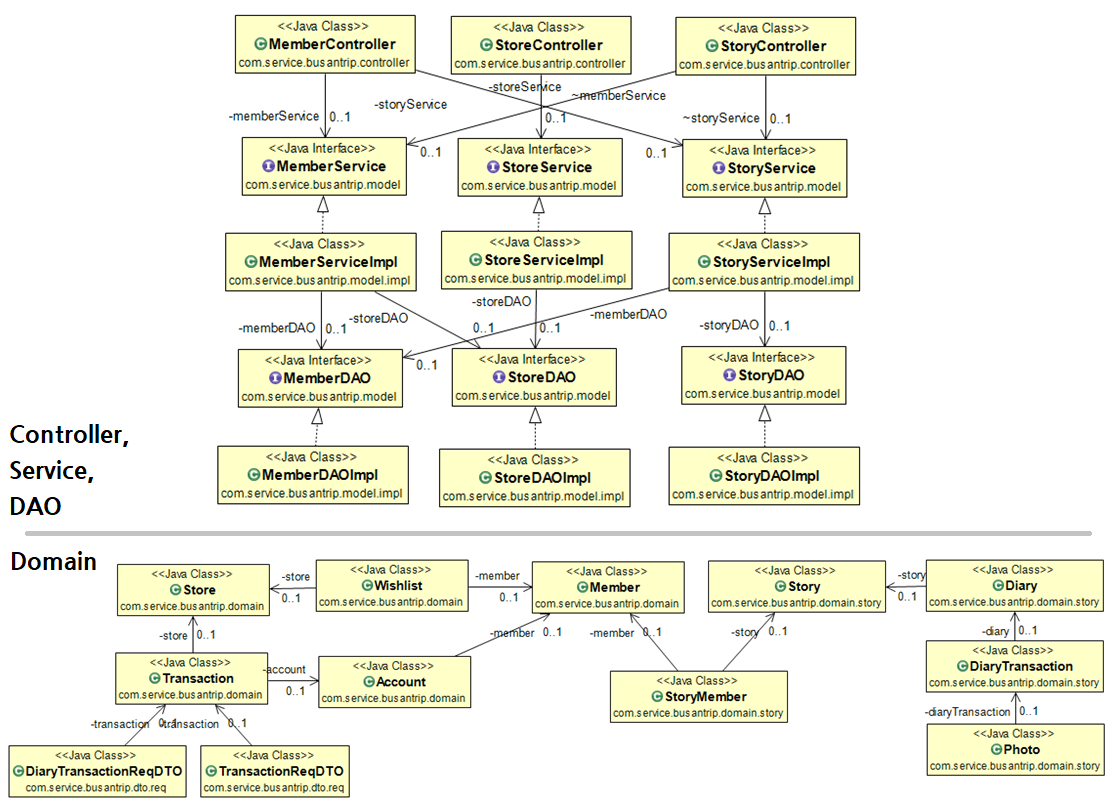 <<Java Class>>
MemberController
com.service.busantrip.controller
<<Java Class>>
StoreController
com.service.busantrip.controller
<<Java Class>>
StoryController
com.service.busantrip.controller
-memberService
0..1
-storyService
-storeService
0..1
~memberService
~storyService
0..1
0..1
0..1
<<Java Interface>>
MemberService
com.service.busantrip.model
<<Java Interface>>
StoreService
com.service.busantrip.model
<<Java Interface>>
StoryService
com.service.busantrip.model
<<Java Class>>
MemberServiceImpl
com.service.busantrip.model.impl
<<Java Class>>
StoreServiceImpl
com.service.busantrip.model.impl
<<Java Class>>
StoryServiceImpl
com.service.busantrip.model.impl
-memberDAO
0..1
-storeDAO
-storeDAO
0..1
0..1
-memberDAO
-storyDAO
0..1
0..1
<<Java Interface>>
MemberDAO
com.service.busantrip.model
<<Java Interface>>
StoreDAO
com.service.busantrip.model
<<Java Interface>>
StoryDAO
com.service.busantrip.model
<<Java Class>>
MemberDAOImpl
com.service.busantrip.model.impl
<<Java Class>>
StoreDAOImpl
com.service.busantrip.model.impl
<<Java Class>>
StoryDAOImpl
com.service.busantrip.model.impl
Controller,
Service,
DAO
Domain
<<Java Class>>
Store
com.service.busantrip.domain
-store
0..1
<<Java Class>>
Wishlist
com.service.busantrip.domain
-member
0..1
<<Java Class>>
Member
com.service.busantrip.domain
<<Java Class>>
Story
com.service.busantrip.domain.story
-story
0..1
<<Java Class>>
Diary
com.service.busantrip.domain.story
-store
0..1
-member
0..1
-member
0..1
-story
0..1
-diary
0..1
<<Java Class>>
Transaction
com.service.busantrip.domain
-account
0..1
<<Java Class>>
Account
com.service.busantrip.domain
<<Java Class>>
StoryMember
com.service.busantrip.domain.story
<<Java Class>>
DiaryTransaction
com.service.busantrip.domain.story
-transaction
0..1
-transaction
0..1
-diaryTransaction
0..1
<<Java Class>>
DiaryTransactionReqDTO
com.service.busantrip.dto.req
<<Java Class>>
TransactionReqDTO
com.service.busantrip.dto.req
<<Java Class>>
Photo
com.service.busantrip.domain.story